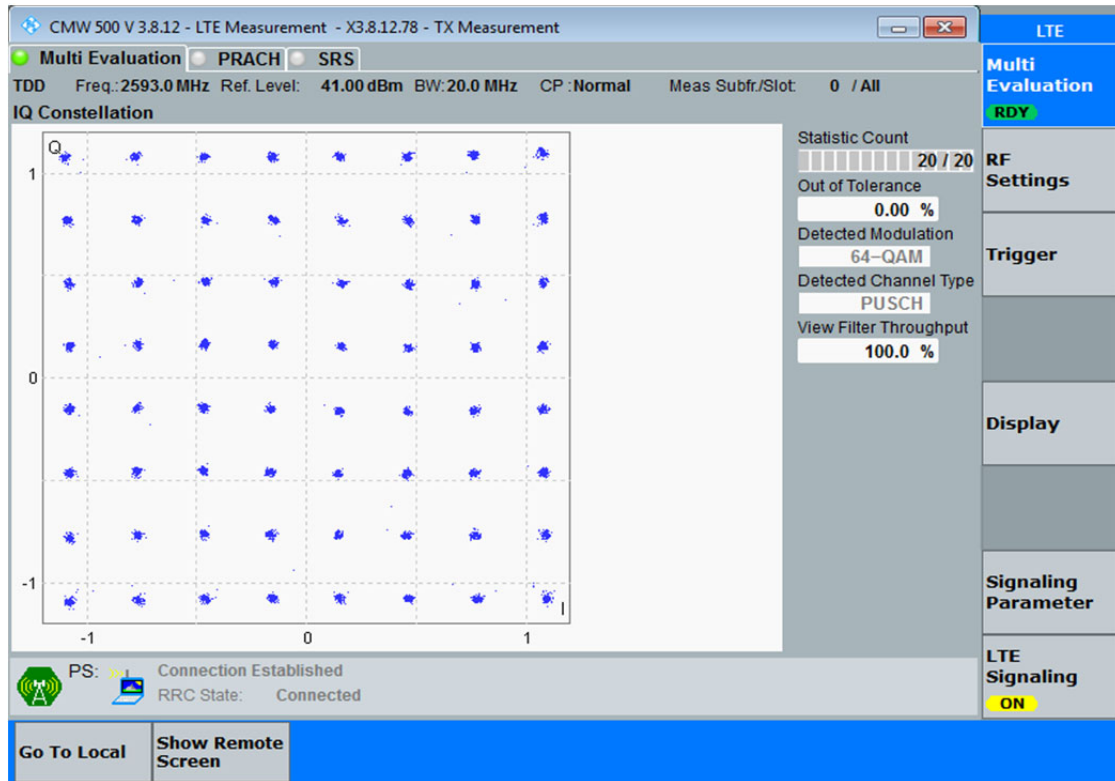 CMW 500 V 3.8.12 - LTE Measurement - X3.8.12.78 - TX Measurement
LTE
Multi Evaluation PRACH SRS
TDD Freq.:2593.0 MHz Ref. Level: 41.00 dBm BW:20.0 MHz CP :Normal Meas Subfr./Slot: 0 / All
IQ Constellation
Q
1
0
-1
-1 0 1
I
Statistic Count
20 / 20
Out of Tolerance
0.00 %
Detected Modulation
64-QAM
Detected Channel Type
PUSCH
View Filter Throughput
100.0 %
Multi
Evaluation
RDY
RF
Settings
Trigger
Display
Signaling
Parameter
LTE
Signaling
ON
PS: Connection Established
RRC State: Connected
Go To Local
Show Remote
Screen